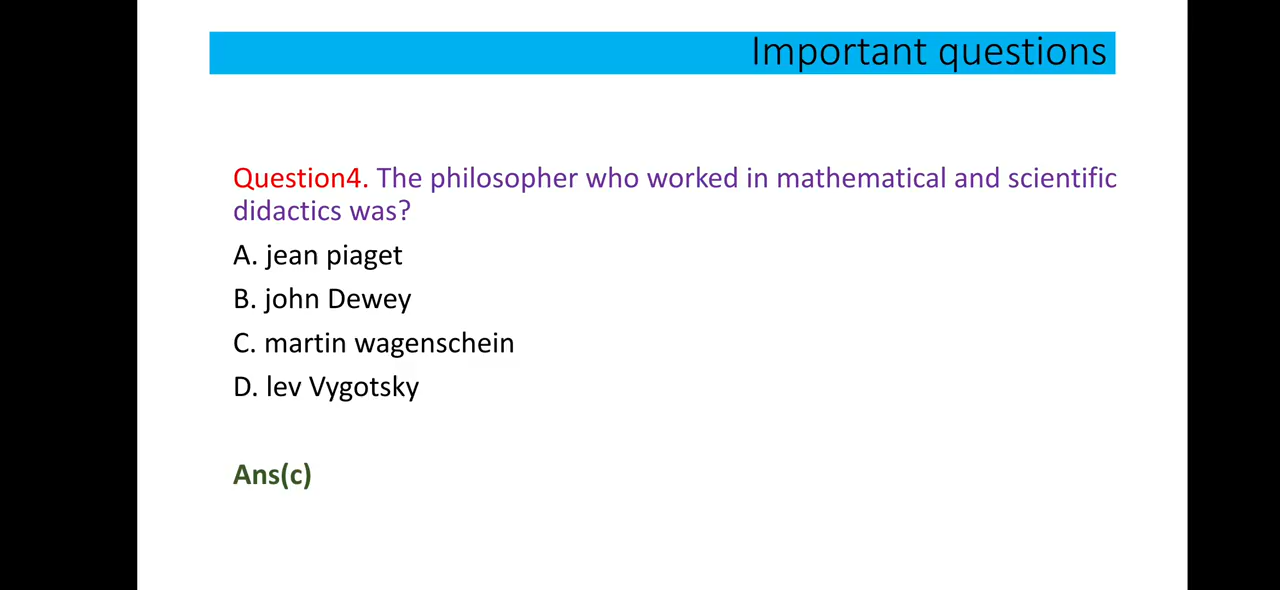 Important questions
Question4. The philosopher who worked in mathematical and scientific
didactics was?
A. jean piaget
B. john Dewey
C. martin wagenschein
D. lev Vygotsky
Ans(c)